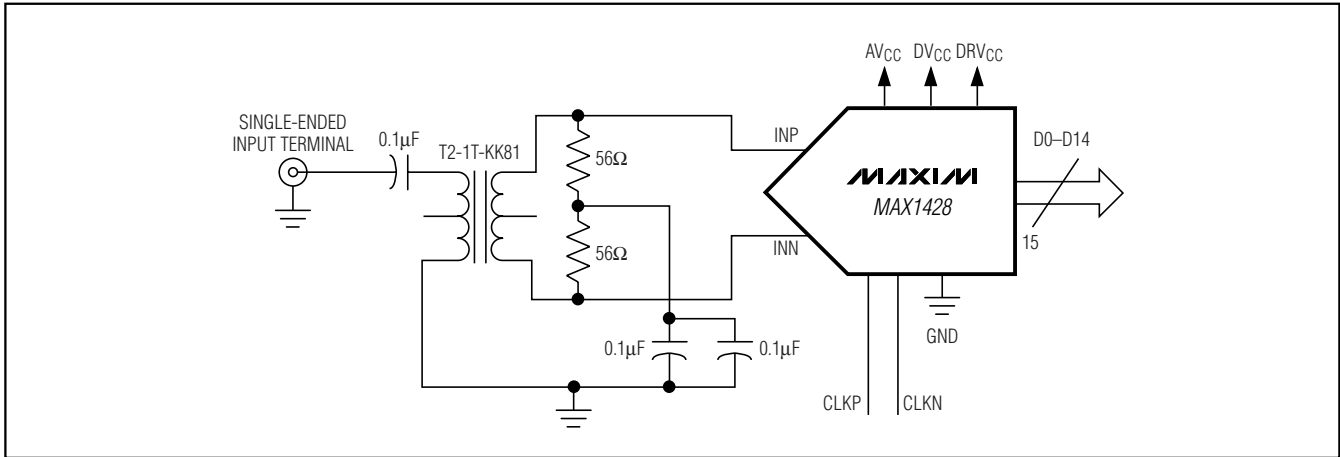 SINGLE-ENDED
INPUT TERMINAL
0.1μF
T2-1T-KK81
56Ω
56Ω
0.1μF
0.1μF
INP
INN
AVCC
DVCC
DRVCC
MAXIM
MAX1428
D0–D14
15
GND
CLKP
CLKN